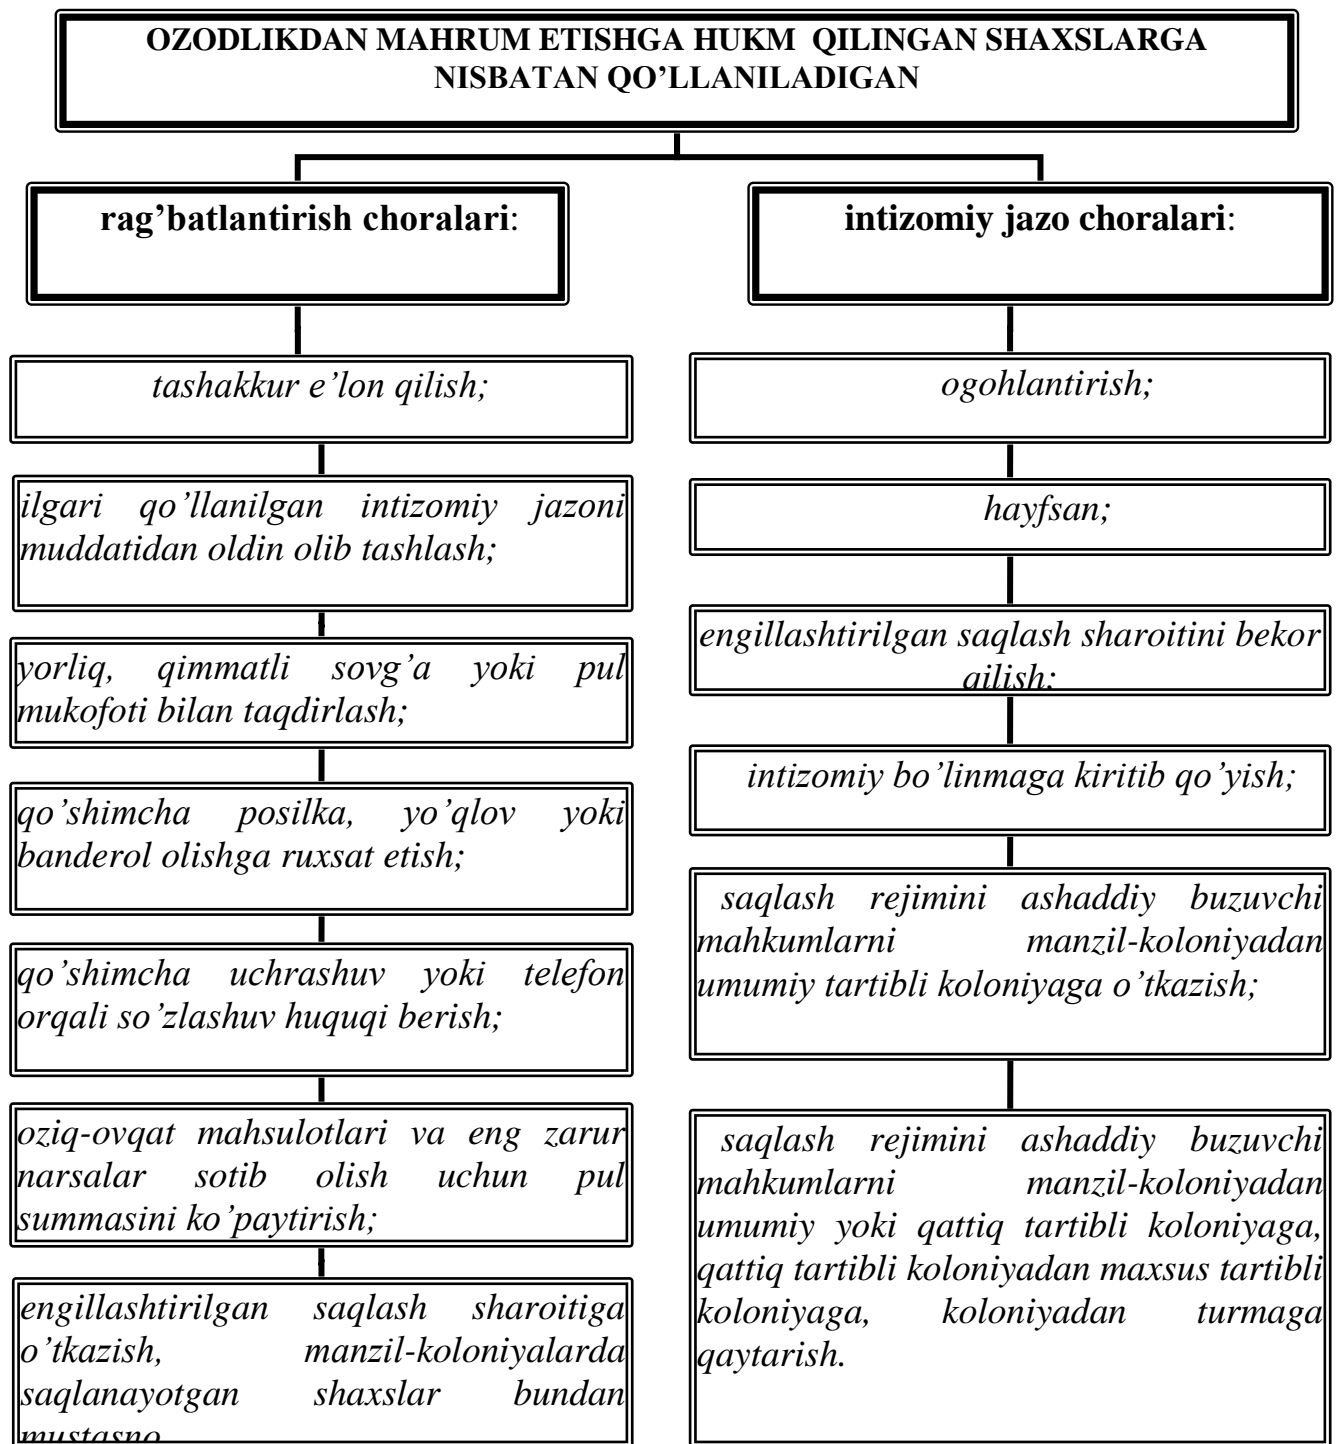 OZODLIKDAN MAHRUM ETISHGA HUKM QILINGAN SHAXSLARGA
NISBATAN QO’LLANILADIGAN
rag’batlantirish choralari:
tashakkur e’lon qilish;
ilgari qo’llanilgan intizomiy jazoni
muddatidan oldin olib tashlash;
yorliq, qimmatli sovg’a yoki pul
mukofoti bilan taqdirlash;
qo’shimcha posilka, yo’qlov yoki
banderol olishga ruxsat etish;
qo’shimcha uchrashuv yoki telefon
orqali so’zlashuv huquqi berish;
oziq-ovqat mahsulotlari va eng zarur
narsalar sotib olish uchun pul
summasini ko’paytirish;
engillashtirilgan saqlash sharoitiga
o’tkazish, manzil-koloniyalarda
saqlanayotgan shaxslar bundan
mustasno
intizomiy jazo choralari:
ogohlantirish;
hayfsan;
engillashtirilgan saqlash sharoitini bekor
qilish;
intizomiy bo’linmaga kiritib qo’yish;
saqlash rejimini ashaddiy buzuvchi
mahkumlarni manzil-koloniyadan
umumiy tartibli koloniyaga o’tkazish;
saqlash rejimini ashaddiy buzuvchi
mahkumlarni manzil-koloniyadan
umumiy yoki qattiq tartibli koloniyaga,
qattiq tartibli koloniyadan maxsus tartibli
koloniyaga, koloniyadan turmaga
qaytarish.